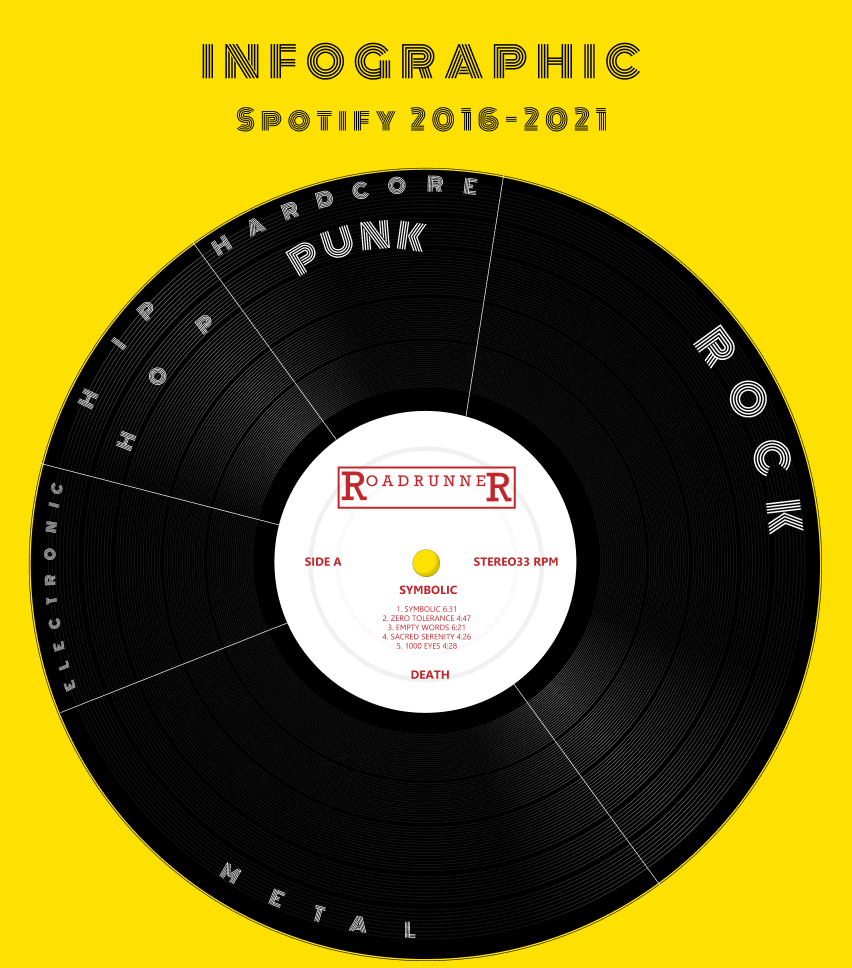 INFOGRAPHIC
SPOTIFY 2016-2021
HARDCORE
PUNK
ROCK
HIP
HOP
ELECTRONIC
METAL
ROADRUNNER
SIDE A
STEREO33 RPM
SYMBOLIC
1. SYMBOLIC 6:31
2. ZERO TOLERANCE 4:47
3. EMPTY WORDS 6:21
4. SACRED SERENITY 4:26
5. 1000 EYES 4:28
DEATH